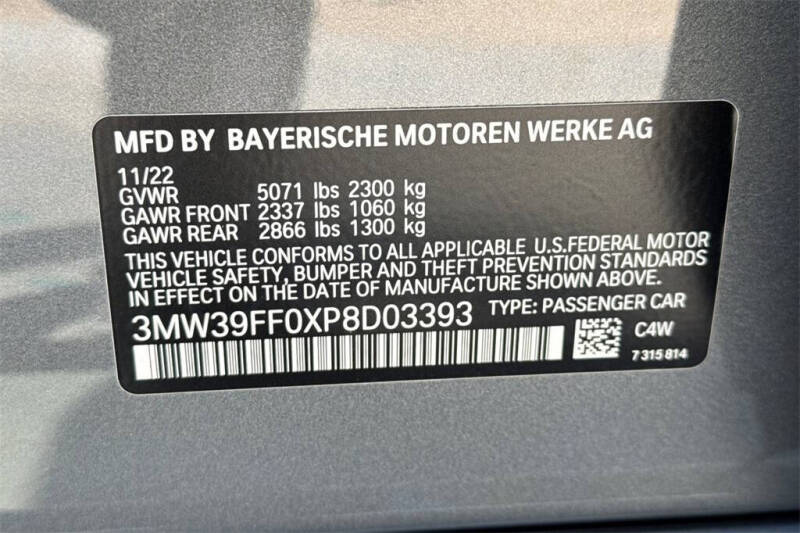 MFD BY BAYERISCHE MOTOREN WERKE AG
11/22
GVWR 5071 lbs 2300 kg
GAWR FRONT 2337 lbs 1060 kg
GAWR REAR 2866 lbs 1300 kg
THIS VEHICLE CONFORMS TO ALL APPLICABLE U.S.FEDERAL MOTOR
VEHICLE SAFETY, BUMPER AND THEFT PREVENTION STANDARDS
IN EFFECT ON THE DATE OF MANUFACTURE SHOWN ABOVE.
3MW39FF0XP8D03393 TYPE: PASSENGER CAR
C4W
7 315 814